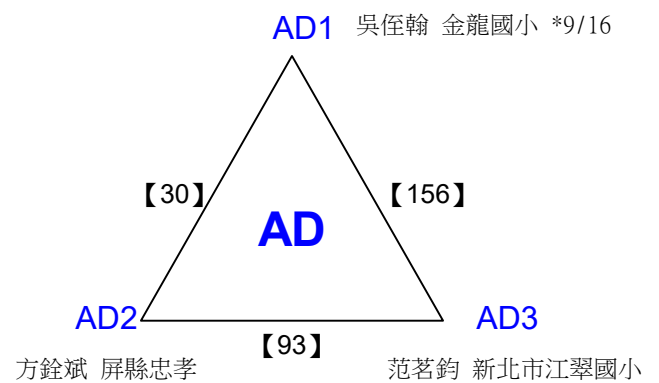 AD1 吳侄翰 金龍國小 *9/16
【30】 【156】
AD
AD2 AD3
【93】
方銓斌 屏縣忠孝 范茗鈞 新北市江翠國小